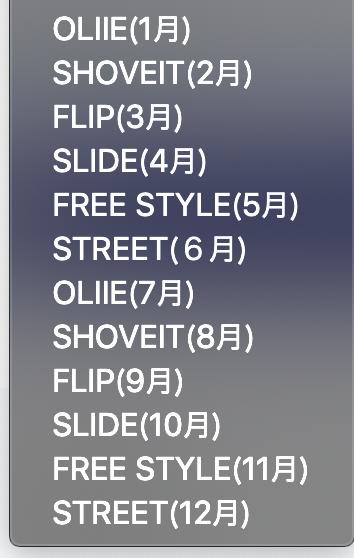 OLIIE(1月)
SHOVEIT(2月)
FLIP(3月)
SLIDE(4月)
FREE STYLE(5月)
STREET(６月)
OLIIE(7月)
SHOVEIT(8月)
FLIP(9月)
SLIDE(10月)
FREE STYLE(11月)
STREET(12月)